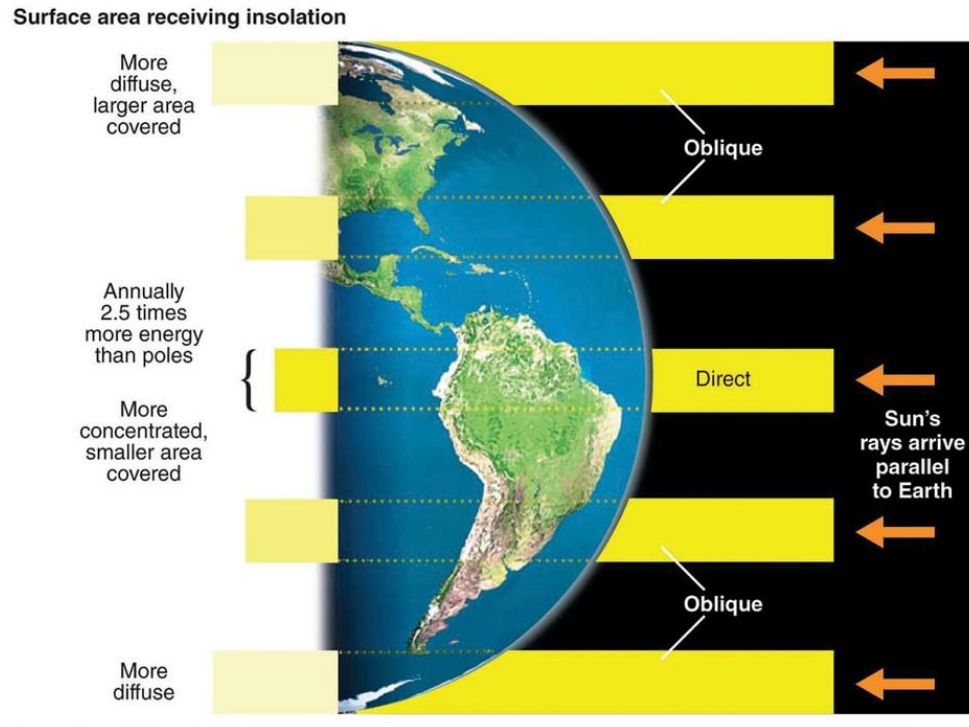 Surface area receiving insolation
More
diffuse,
larger area
covered
Oblique
Annually
2.5 times
more energy
than poles
{
Direct
More
concentrated,
smaller area
covered
Sun's
rays arrive
parallel
to Earth
Oblique
More
diffuse